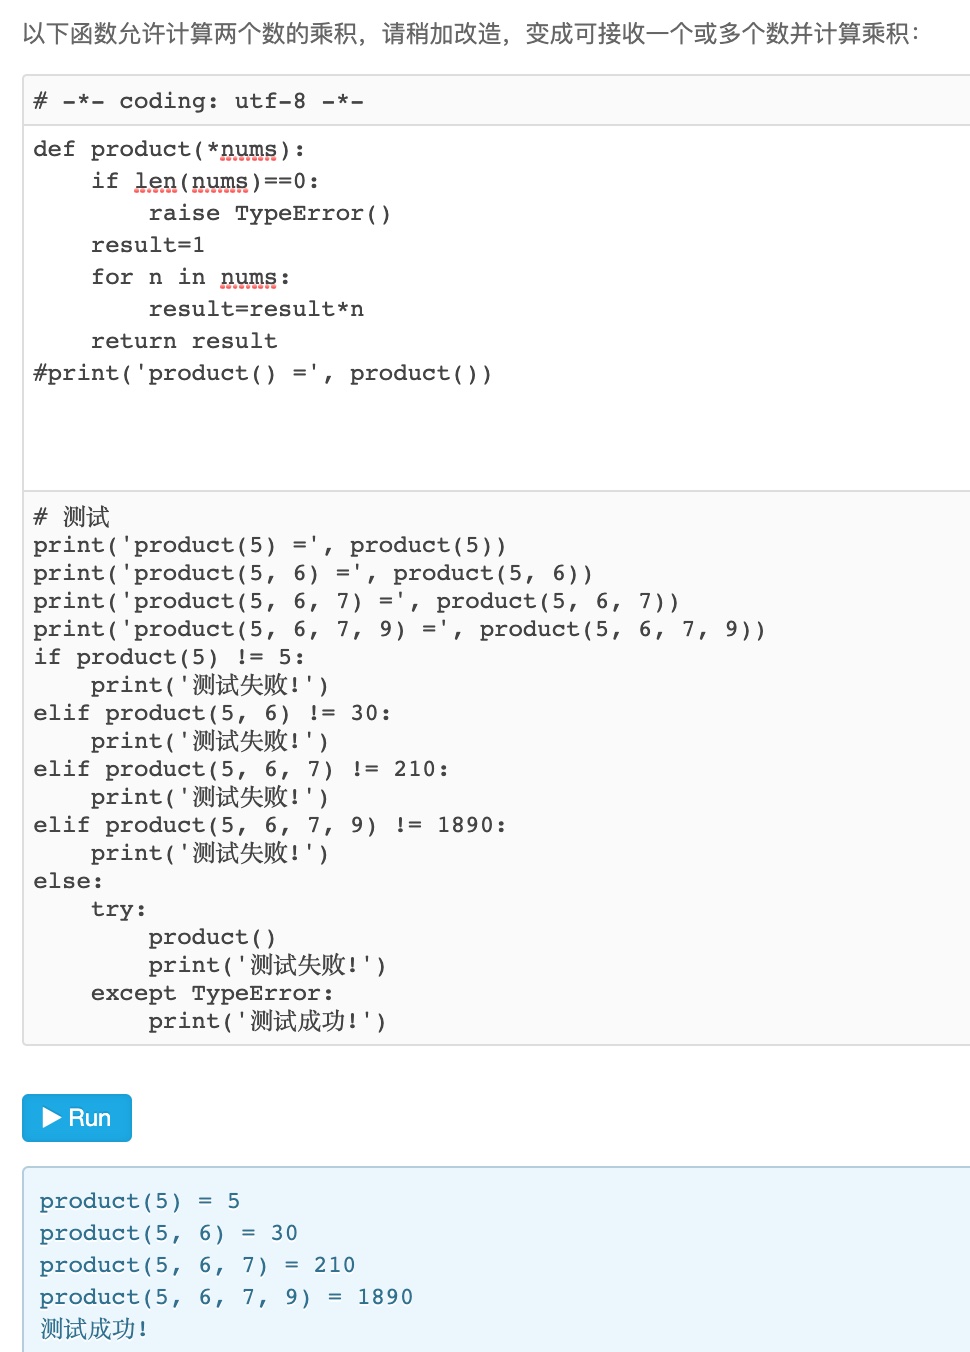 以下函数允许计算两个数的乘积，请稍加改造，变成可接收一个或多个数并计算乘积：
# -*- coding: utf-8 -*-
def product(*nums):
    if len(nums)==0:
        raise TypeError()
    result=1
    for n in nums:
        result=result*n
    return result
#print('product() =', product())
# 测试
print('product(5) =', product(5))
print('product(5, 6) =', product(5, 6))
print('product(5, 6, 7) =', product(5, 6, 7))
print('product(5, 6, 7, 9) =', product(5, 6, 7, 9))
if product(5) != 5:
    print('测试失败!')
elif product(5, 6) != 30:
    print('测试失败!')
elif product(5, 6, 7) != 210:
    print('测试失败!')
elif product(5, 6, 7, 9) != 1890:
    print('测试失败!')
else:
    try:
        product()
        print('测试失败!')
    except TypeError:
        print('测试成功!')
Run
product(5) = 5
product(5, 6) = 30
product(5, 6, 7) = 210
product(5, 6, 7, 9) = 1890
测试成功!